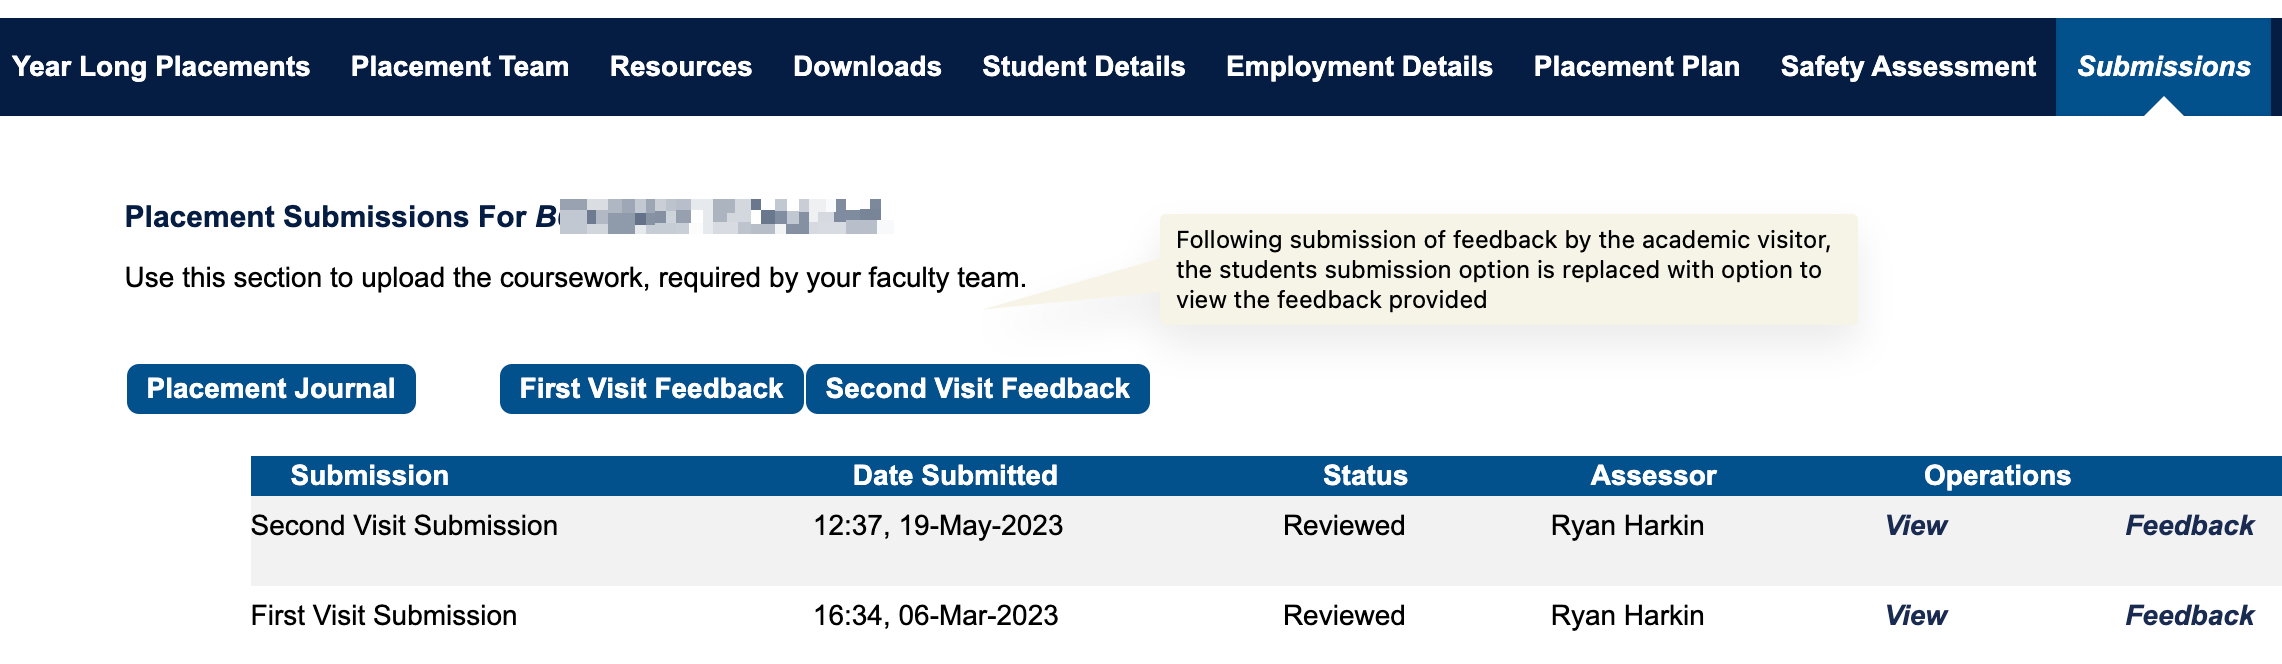 Year Long Placements Placement Team Resources Downloads Student Details Employment Details Placement Plan Safety Assessment Submissions
Placement Submissions For
Following submission of feedback by the academic visitor,
the students submission option is replaced with option to
view the feedback provided
Use this section to upload the coursework, required by your faculty team.
Placement Journal First Visit Feedback Second Visit Feedback
Submission Date Submitted Status Assessor Operations
Second Visit Submission 12:37, 19-May-2023 Reviewed Ryan Harkin View Feedback
First Visit Submission 16:34, 06-Mar-2023 Reviewed Ryan Harkin View Feedback